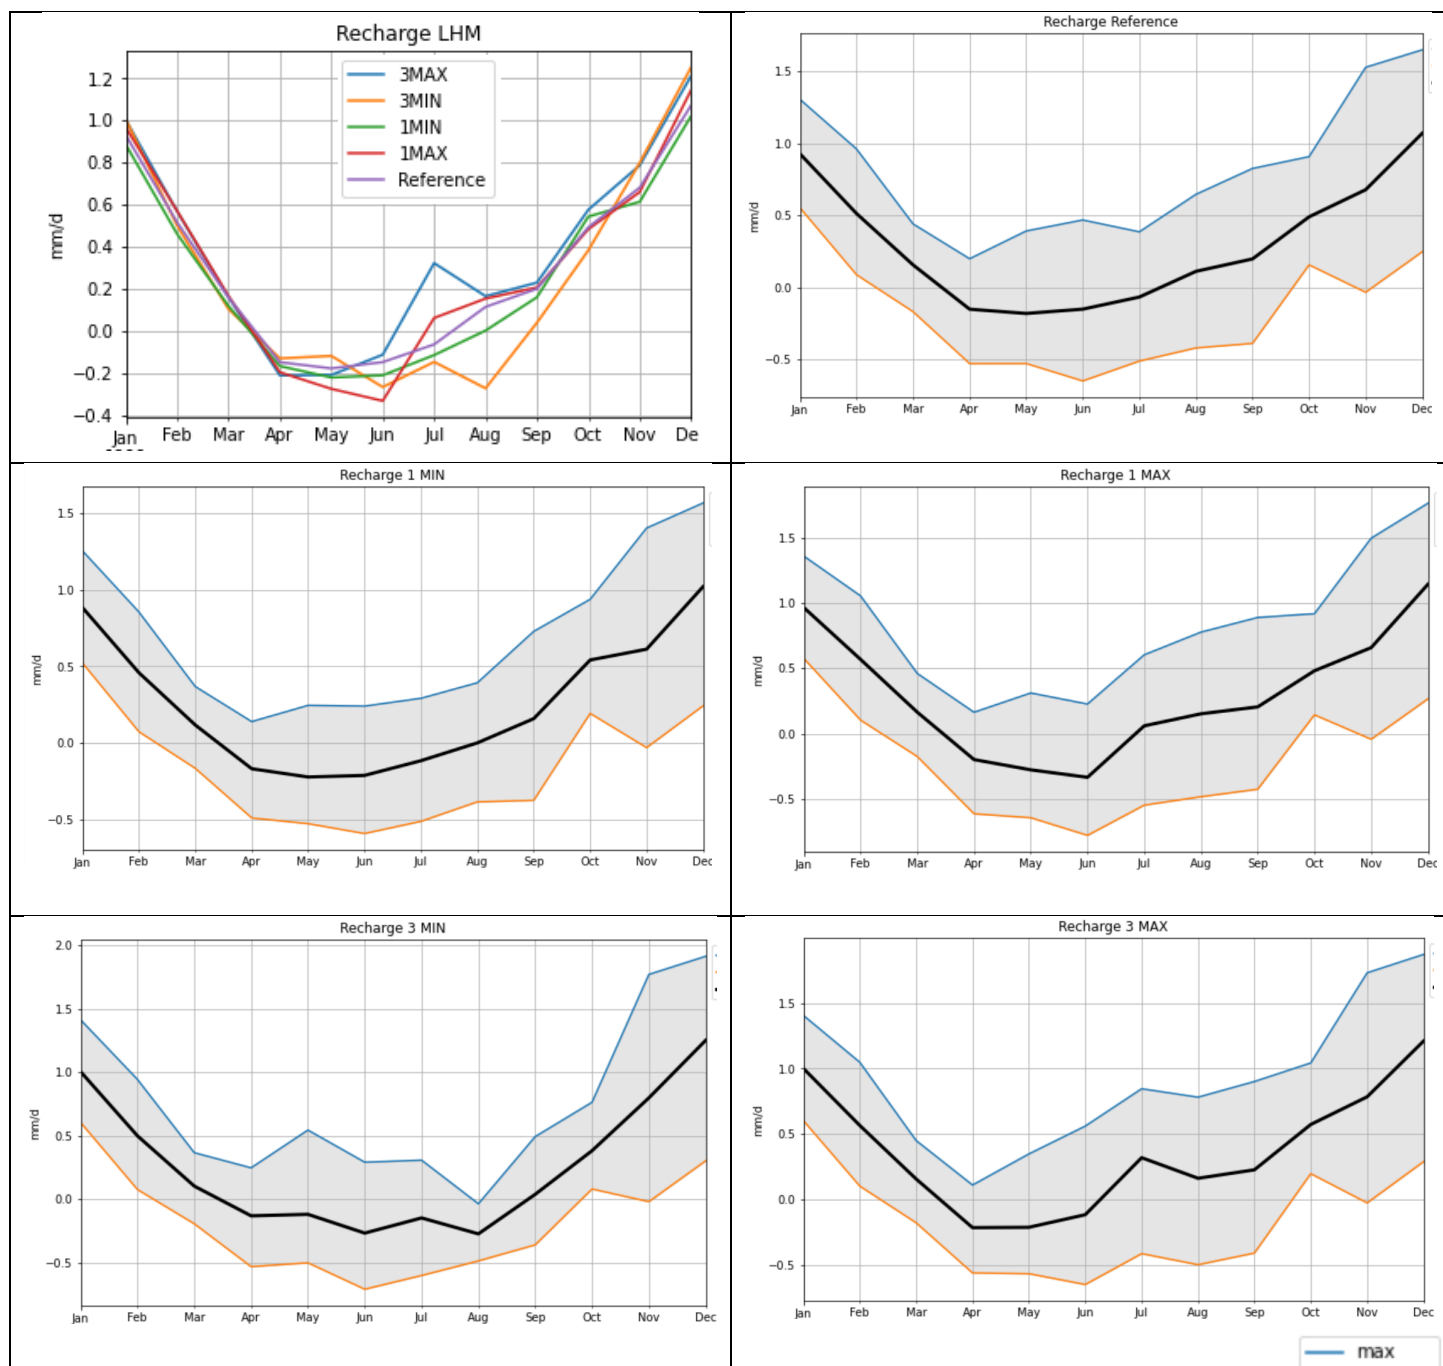 Recharge LHM
3MAX
3MIN
1MIN
1MAX
Reference
mm/d
1.2
1.0
0.8
0.6
0.4
0.2
0.0
−0.2
−0.4
Jan Feb Mar Apr May Jun Jul Aug Sep Oct Nov De
Recharge Reference
mm/d
1.5
1.0
0.5
0.0
−0.5
Jan Feb Mar Apr May Jun Jul Aug Sep Oct Nov Dec
Recharge 1 MIN
mm/d
1.5
1.0
0.5
0.0
−0.5
Jan Feb Mar Apr May Jun Jul Aug Sep Oct Nov Dec
Recharge 1 MAX
mm/d
1.5
1.0
0.5
0.0
−0.5
Jan Feb Mar Apr May Jun Jul Aug Sep Oct Nov Dec
Recharge 3 MIN
mm/d
2.0
1.5
1.0
0.5
0.0
−0.5
Jan Feb Mar Apr May Jun Jul Aug Sep Oct Nov Dec
Recharge 3 MAX
mm/d
1.5
1.0
0.5
0.0
−0.5
Jan Feb Mar Apr May Jun Jul Aug Sep Oct Nov Dec
max